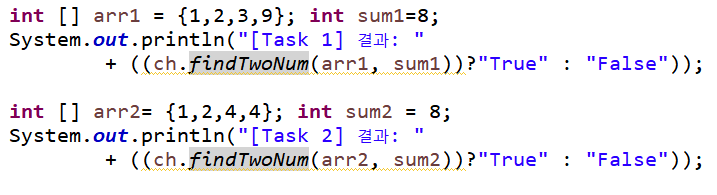 int [] arr1 = {1,2,3,9}; int sum1=8;
System.out.println("[Task 1] 결과: "
+ ((ch.findTwoNum(arr1, sum1))?"True" : "False"));
int [] arr2= {1,2,4,4}; int sum2 = 8;
System.out.println("[Task 2] 결과: "
+ ((ch.findTwoNum(arr2, sum2))?"True" : "False"));